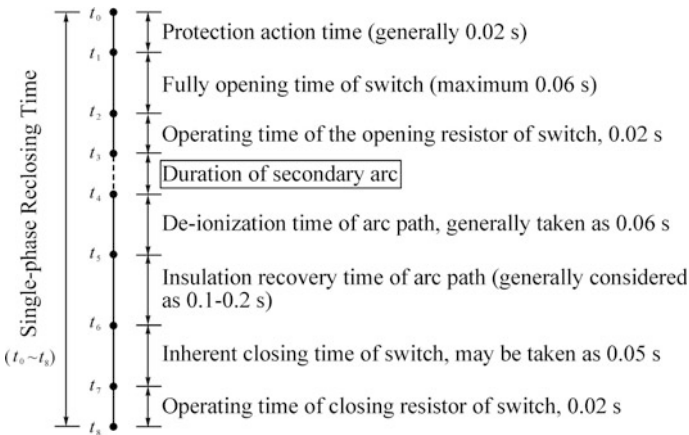 t₀
Protection action time (generally 0.02 s)
t₁
Fully opening time of switch (maximum 0.06 s)
t₂
Operating time of the opening resistor of switch, 0.02 s
t₃
Duration of secondary arc
t₄
De-ionization time of arc path, generally taken as 0.06 s
t₅
Insulation recovery time of arc path (generally considered
as 0.1-0.2 s)
t₆
Inherent closing time of switch, may be taken as 0.05 s
t₇
Operating time of closing resistor of switch, 0.02 s
t₈
Single-phase Reclosing Time
(t₀~t₈)